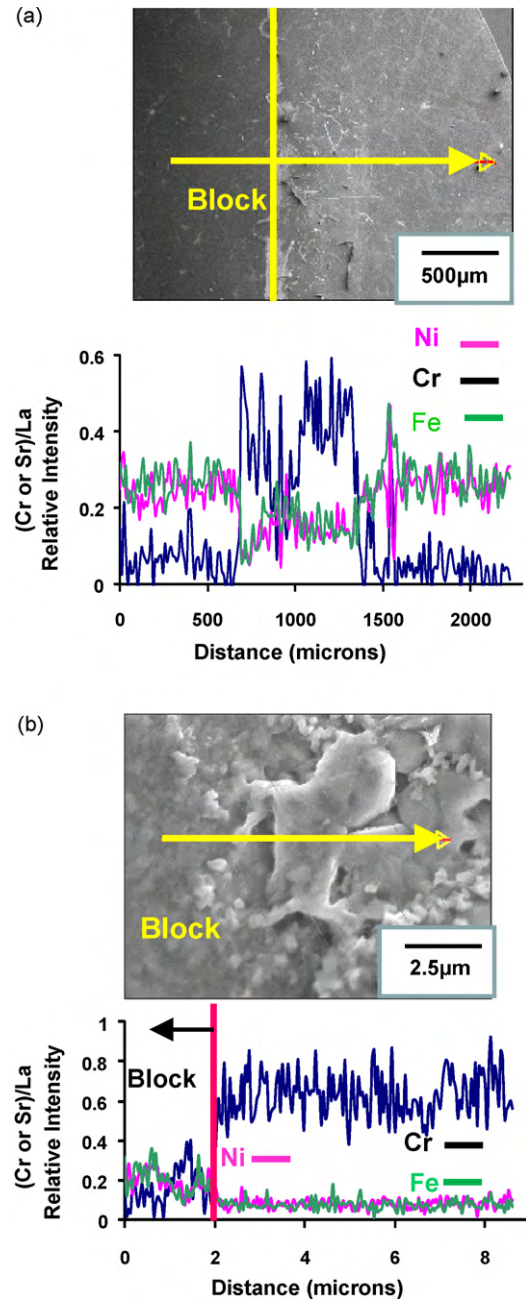 (a)
Block
500µm
Ni
Cr
Fe
(Cr or Sr)/La
Relative Intensity
0.6
0.4
0.2
0
0 500 1000 1500 2000
Distance (microns)
(b)
Block
2.5µm
(Cr or Sr)/La
Relative Intensity
1
0.8
0.6
0.4
0.2
0
Block
Ni
Cr
Fe
0 2 4 6 8
Distance (microns)